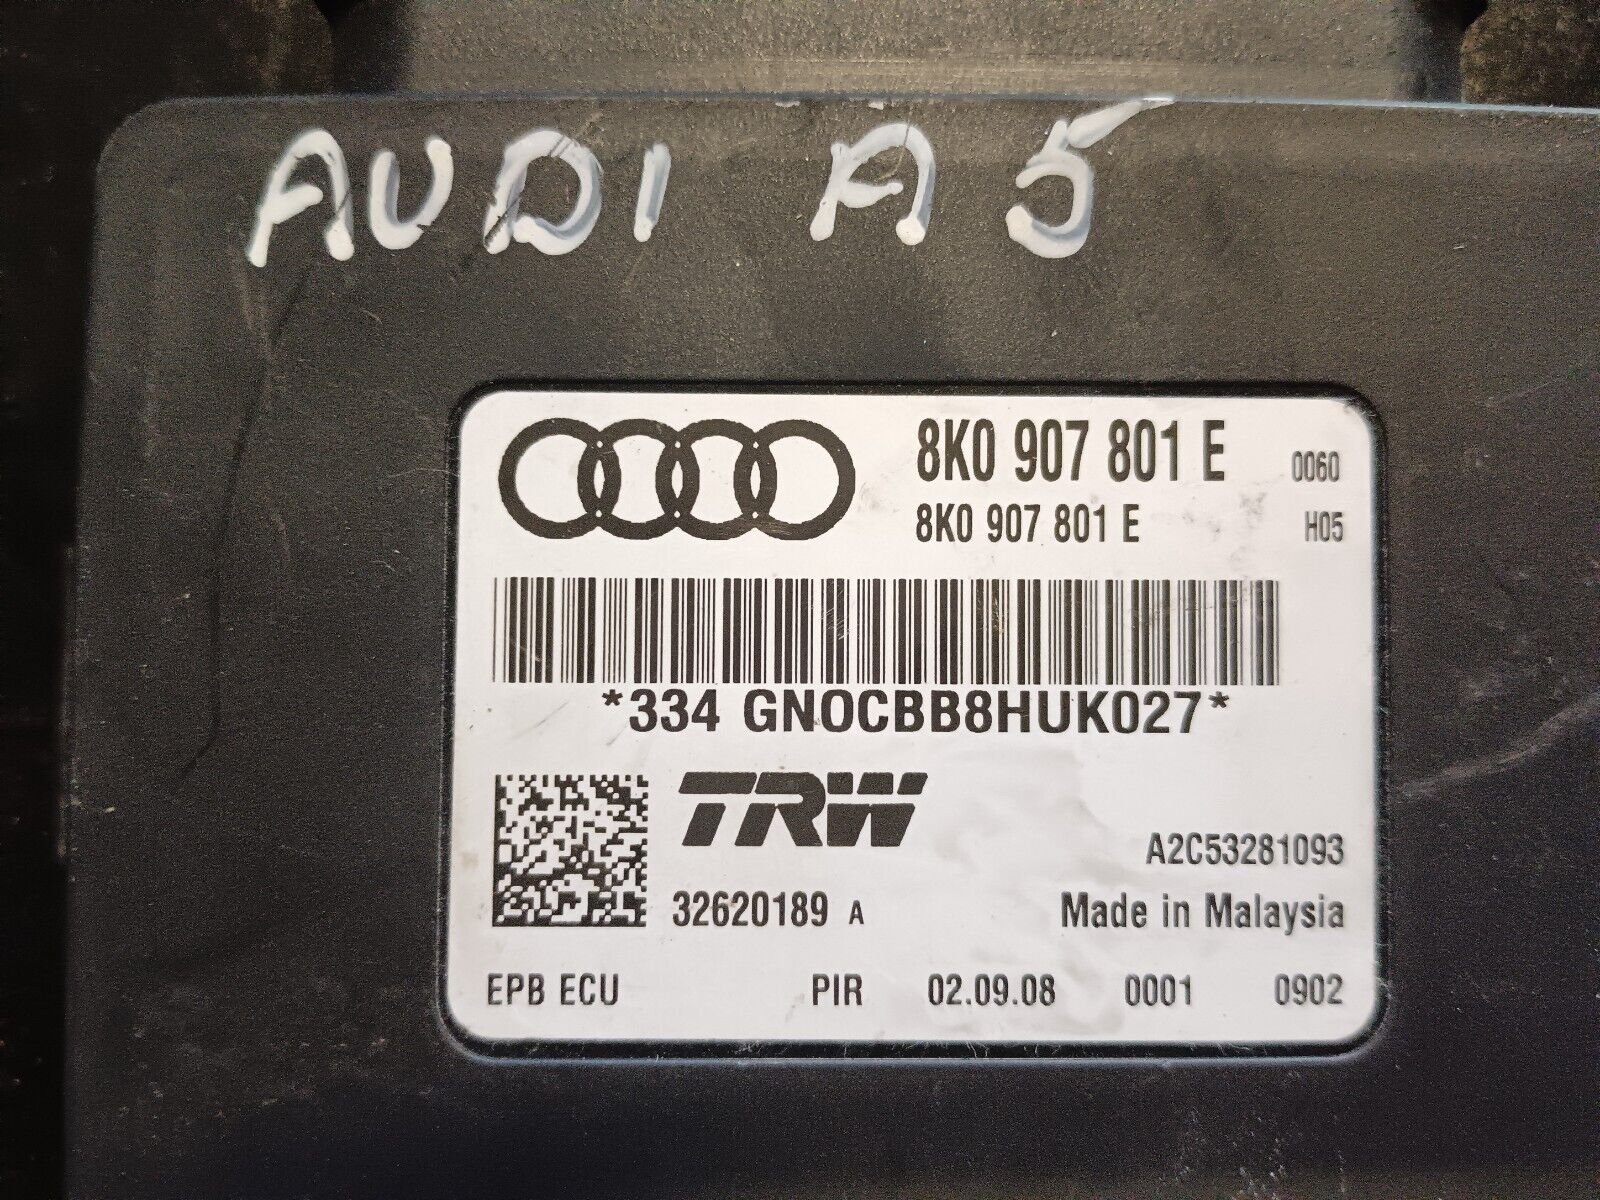 AUDI A5
8K0 907 801 E 0060
8K0 907 801 E H05
*334 GN0CBB8HUK027*
TRW
A2C53281093
32620189 A Made in Malaysia
EPB ECU PIR 02.09.08 0001 0902